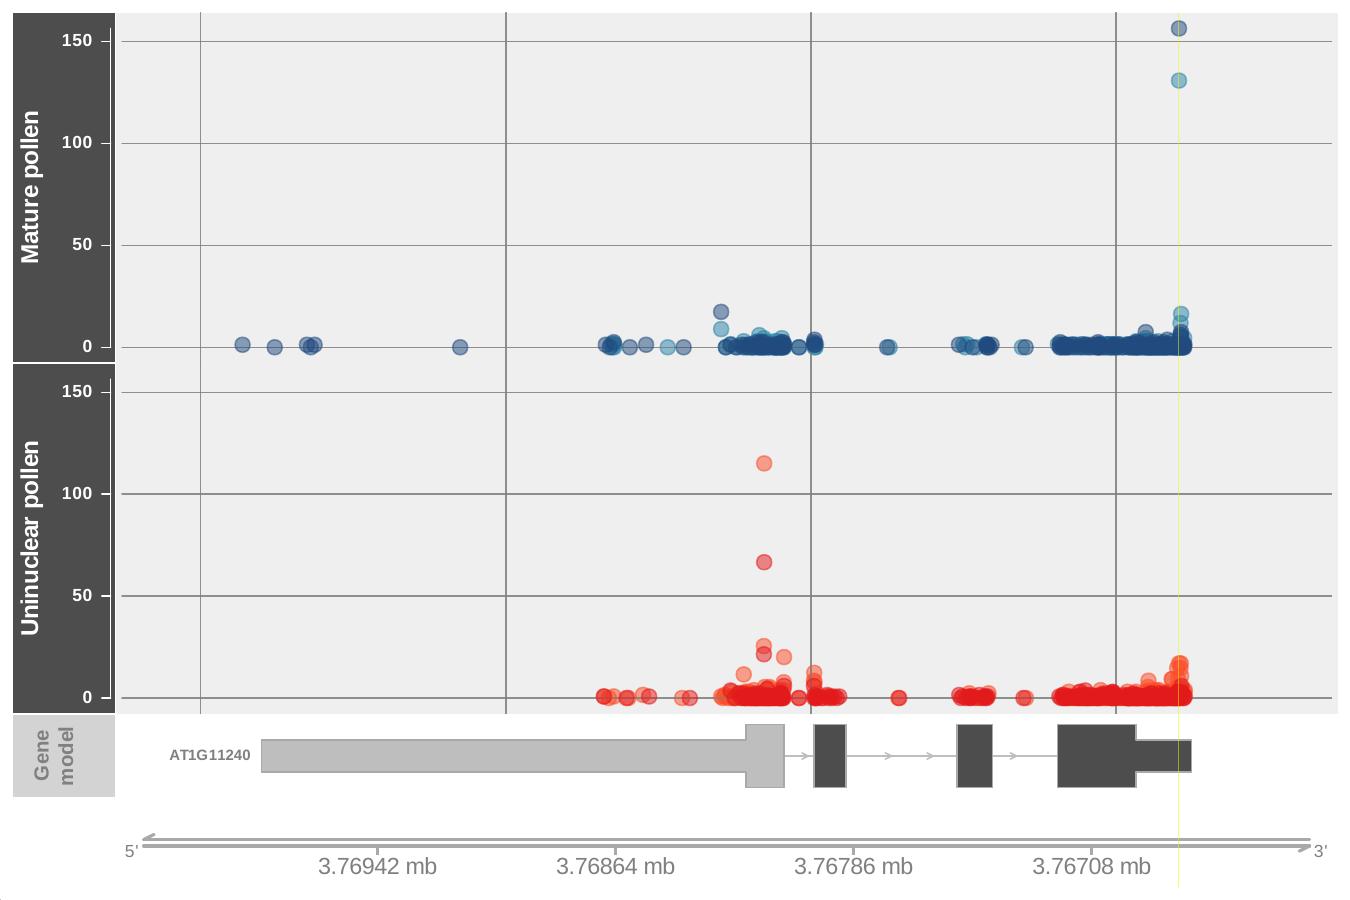 Mature pollen
150
100
50
0
Uninuclear pollen
150
100
50
0
Gene
model
AT1G11240
5'
3'
3.76942 mb
3.76864 mb
3.76786 mb
3.76708 mb